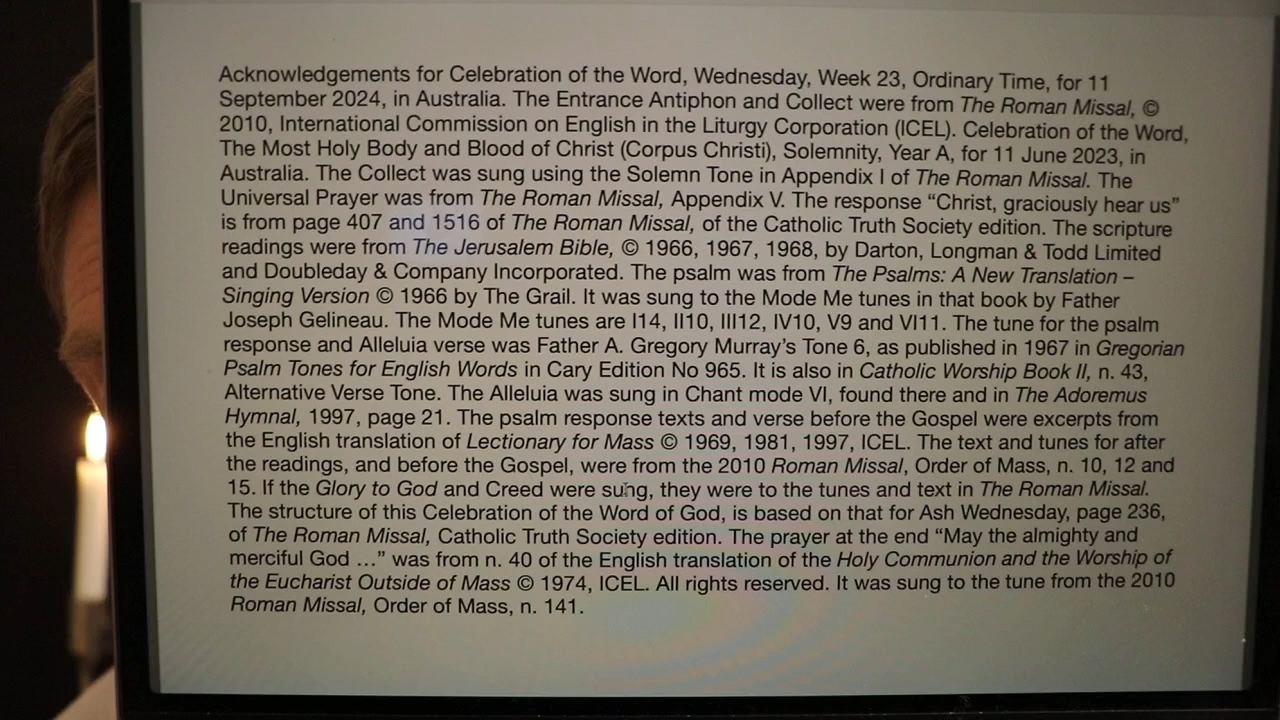 Acknowledgements for Celebration of the Word, Wednesday, Week 23, Ordinary Time, for 11
September 2024, in Australia. The Entrance Antiphon and Collect were from The Roman Missal, ©
2010, International Commission on English in the Liturgy Corporation (ICEL). Celebration of the Word,
The Most Holy Body and Blood of Christ (Corpus Christi), Solemnity, Year A, for 11 June 2023, in
Australia. The Collect was sung using the Solemn Tone in Appendix I of The Roman Missal. The
Universal Prayer was from The Roman Missal, Appendix V. The response “Christ, graciously hear us”
is from page 407 and 1516 of The Roman Missal, of the Catholic Truth Society edition. The scripture
readings were from The Jerusalem Bible, © 1966, 1967, 1968, by Darton, Longman & Todd Limited
and Doubleday & Company Incorporated. The psalm was from The Psalms: A New Translation –
Singing Version © 1966 by The Grail. It was sung to the Mode Me tunes in that book by Father
Joseph Gelineau. The Mode Me tunes are I14, II10, III12, IV10, V9 and VI11. The tune for the psalm
response and Alleluia verse was Father A. Gregory Murray’s Tone 6, as published in 1967 in Gregorian
Psalm Tones for English Words in Cary Edition No 965. It is also in Catholic Worship Book II, n. 43,
Alternative Verse Tone. The Alleluia was sung in Chant mode VI, found there and in The Adoremus
Hymnal, 1997, page 21. The psalm response texts and verse before the Gospel were excerpts from
the English translation of Lectionary for Mass © 1969, 1981, 1997, ICEL. The text and tunes for after
the readings, and before the Gospel, were from the 2010 Roman Missal, Order of Mass, n. 10, 12 and
15. If the Glory to God and Creed were sung, they were to the tunes and text in The Roman Missal.
The structure of this Celebration of the Word of God, is based on that for Ash Wednesday, page 236,
of The Roman Missal, Catholic Truth Society edition. The prayer at the end “May the almighty and
merciful God …” was from n. 40 of the English translation of the Holy Communion and the Worship of
the Eucharist Outside of Mass © 1974, ICEL. All rights reserved. It was sung to the tune from the 2010
Roman Missal, Order of Mass, n. 141.